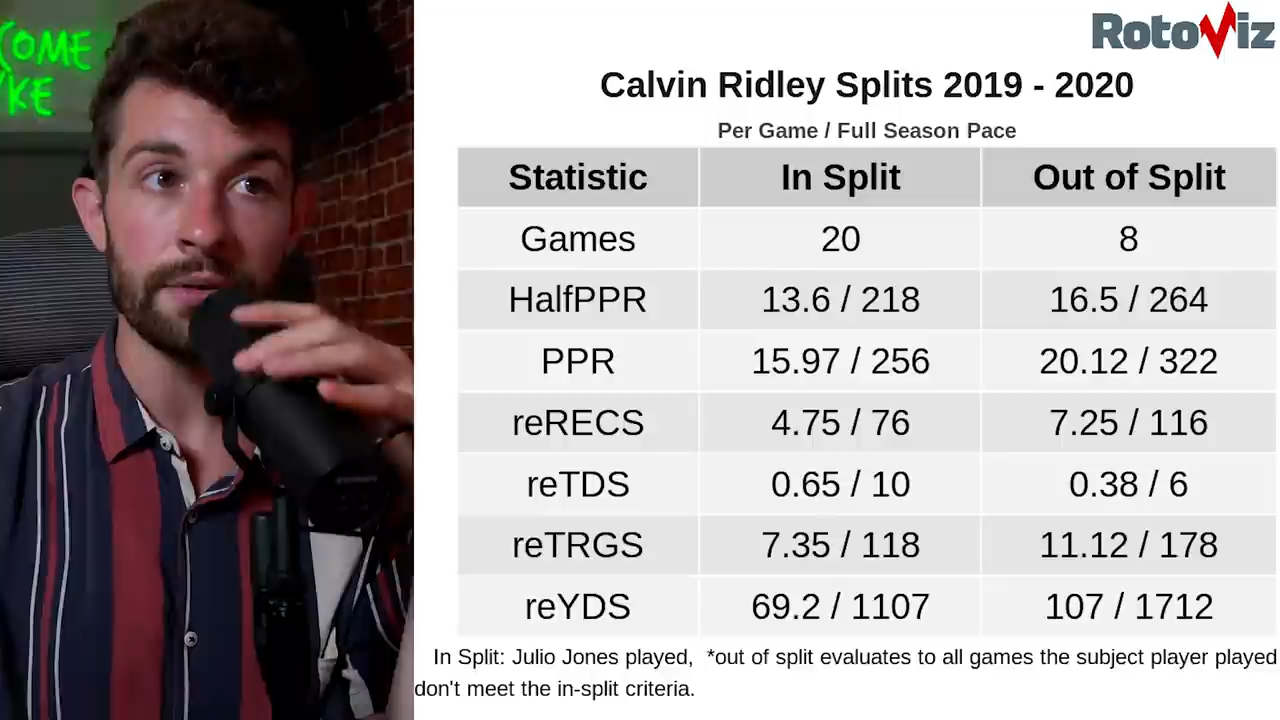 COME
KE
RotoViz
Calvin Ridley Splits 2019 - 2020
Per Game / Full Season Pace
Statistic In Split Out of Split
Games 20 8
HalfPPR 13.6 / 218 16.5 / 264
PPR 15.97 / 256 20.12 / 322
reRECS 4.75 / 76 7.25 / 116
reTDS 0.65 / 10 0.38 / 6
reTRGS 7.35 / 118 11.12 / 178
reYDS 69.2 / 1107 107 / 1712
In Split: Julio Jones played, *out of split evaluates to all games the subject player played
don't meet the in-split criteria.